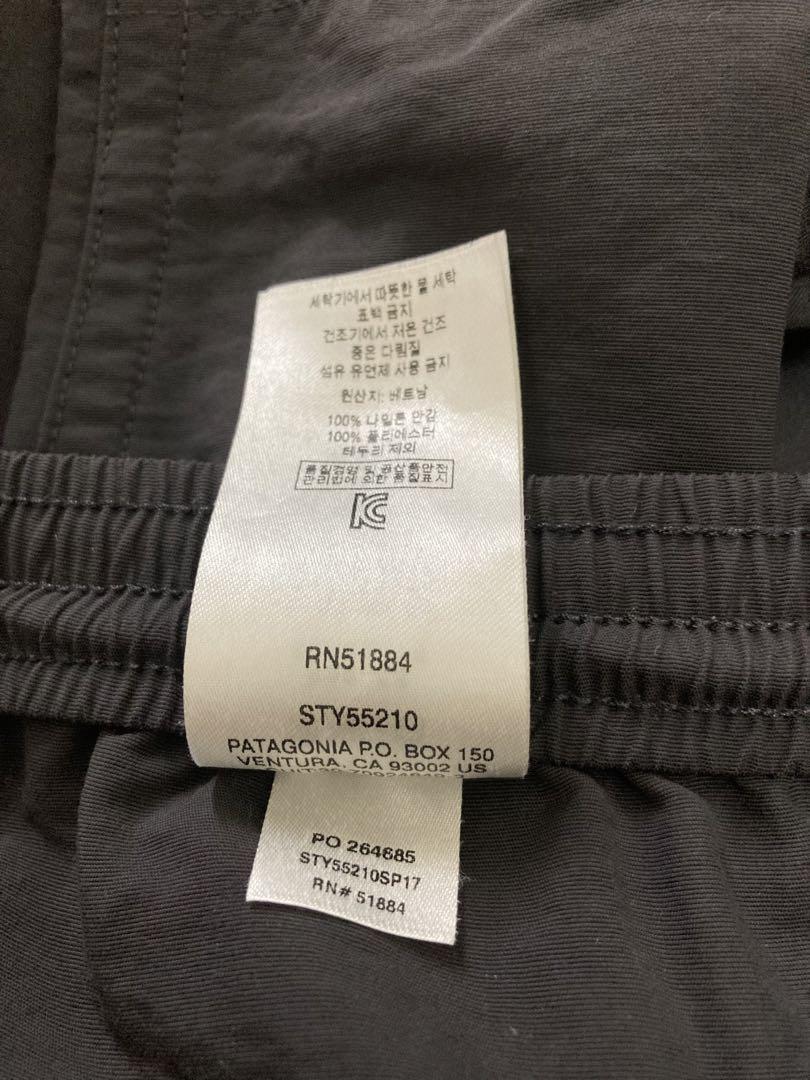 세탁기에서 따뜻한 물 세탁
표백 금지
건조기에서 저온 건조
중온 다림질
섬유 유연제 사용 금지
원산지: 베트남
100% 나일론 안감
100% 폴리에스터
테두리 제외
품질경영 및 공산품안전
관리법에 의한 품질표시
KC
RN51884
STY55210
PATAGONIA P.O. BOX 150
VENTURA, CA 93002 US
PO 264685
STY55210SP17
RN# 51884